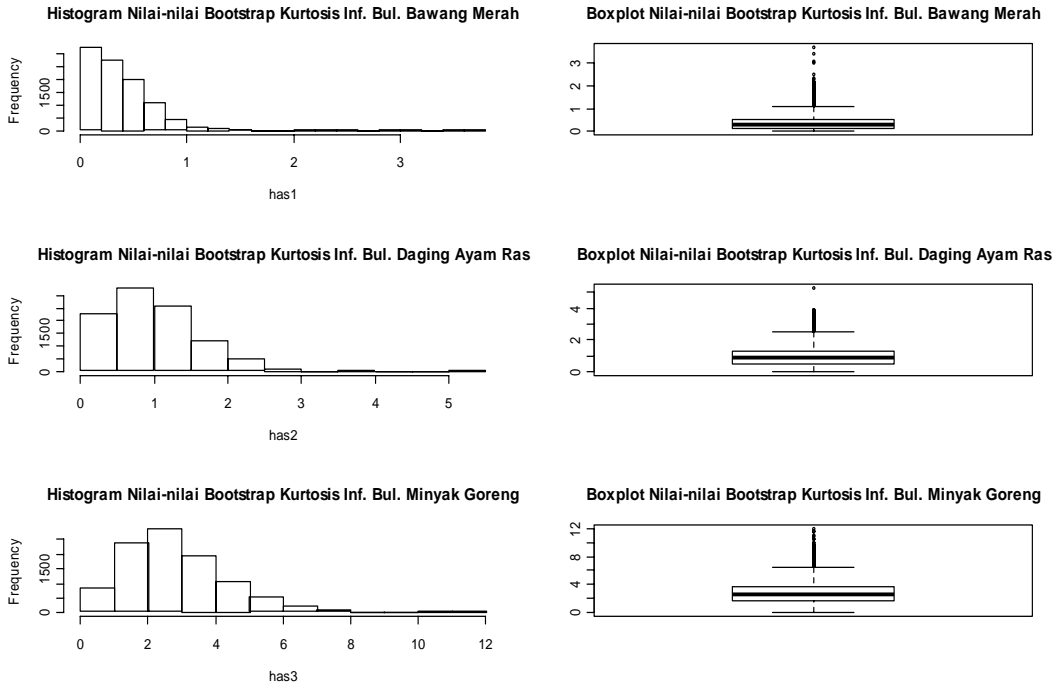 Histogram Nilai-nilai Bootstrap Kurtosis Inf. Bul. Bawang Merah
Frequency
1500
0
0 1 2 3
has1
Boxplot Nilai-nilai Bootstrap Kurtosis Inf. Bul. Bawang Merah
3
2
1
0
Histogram Nilai-nilai Bootstrap Kurtosis Inf. Bul. Daging Ayam Ras
Frequency
1500
0
0 1 2 3 4 5
has2
Boxplot Nilai-nilai Bootstrap Kurtosis Inf. Bul. Daging Ayam Ras
4
2
0
Histogram Nilai-nilai Bootstrap Kurtosis Inf. Bul. Minyak Goreng
Frequency
1500
0
0 2 4 6 8 10 12
has3
Boxplot Nilai-nilai Bootstrap Kurtosis Inf. Bul. Minyak Goreng
12
8
4
0